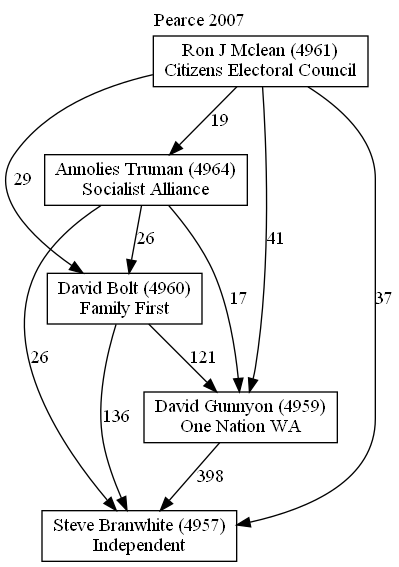 Pearce 2007
Ron J Mclean (4961)
Citizens Electoral Council
19
Annolies Truman (4964)
Socialist Alliance
29
26
41
37
David Bolt (4960)
Family First
17
26
121
136
David Gunnyon (4959)
One Nation WA
398
Steve Branwhite (4957)
Independent